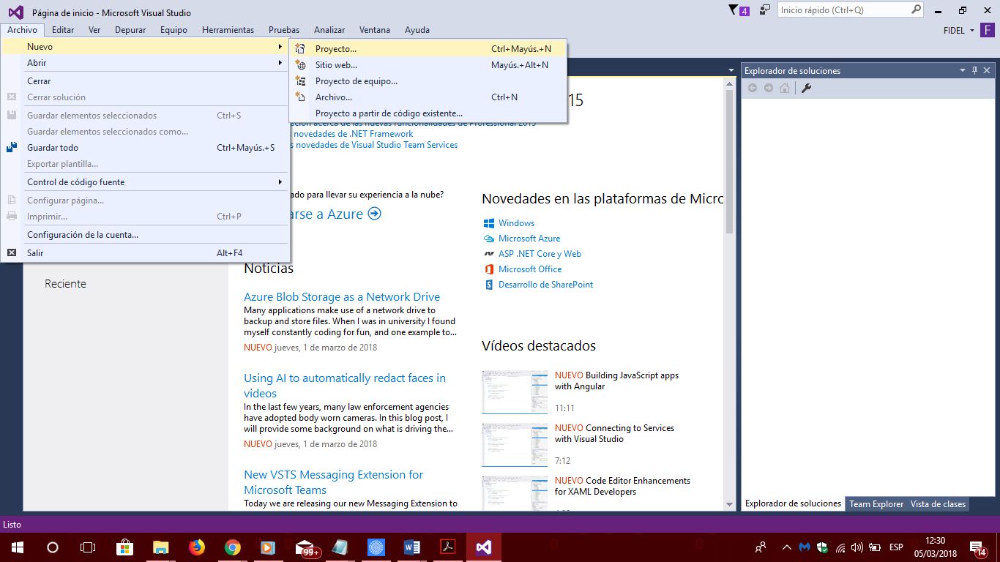 Página de inicio - Microsoft Visual Studio
4
Inicio rápido (Ctrl+Q)
Archivo Editar Ver Depurar Equipo Herramientas Pruebas Analizar Ventana Ayuda
FIDEL F
Nuevo
Abrir
Cerrar
Cerrar solución
Guardar elementos seleccionados Ctrl+S
Guardar elementos seleccionados como...
Guardar todo Ctrl+Mayús.+S
Exportar plantilla...
Control de código fuente
Configurar página...
Imprimir... Ctrl+P
Configuración de la cuenta...
Salir Alt+F4
Proyecto... Ctrl+Mayús.+N
Sitio web... Mayús.+Alt+N
Proyecto de equipo...
Archivo... Ctrl+N
Proyecto a partir de código existente...
15
acerca de las nuevas funcionalidades de Professional 2015
novedades de .NET Framework
novedades de Visual Studio Team Services
para llevar su experiencia a la nube?
a Azure
Reciente
Noticias
Azure Blob Storage as a Network Drive
Many applications make use of a network drive to
backup and store files. When I was in university I found
myself constantly coding for fun, and one example to...
NUEVO jueves, 1 de marzo de 2018
Using AI to automatically redact faces in
videos
In the last few years, many law enforcement agencies
have adopted body worn cameras. In this blog post, I
will provide some background on what is driving the...
NUEVO jueves, 1 de marzo de 2018
New VSTS Messaging Extension for
Microsoft Teams
Today we are releasing our new Messaging Extension to
Novedades en las plataformas de Micro
Windows
Microsoft Azure
ASP .NET Core y Web
Microsoft Office
Desarrollo de SharePoint
Vídeos destacados
NUEVO Building JavaScript apps
with Angular
11:11
NUEVO Connecting to Services
with Visual Studio
7:12
NUEVO Code Editor Enhancements
for XAML Developers
Explorador de soluciones
Explorador de soluciones Team Explorer Vista de clases
Listo
99+
ESP
12:30
05/03/2018
14